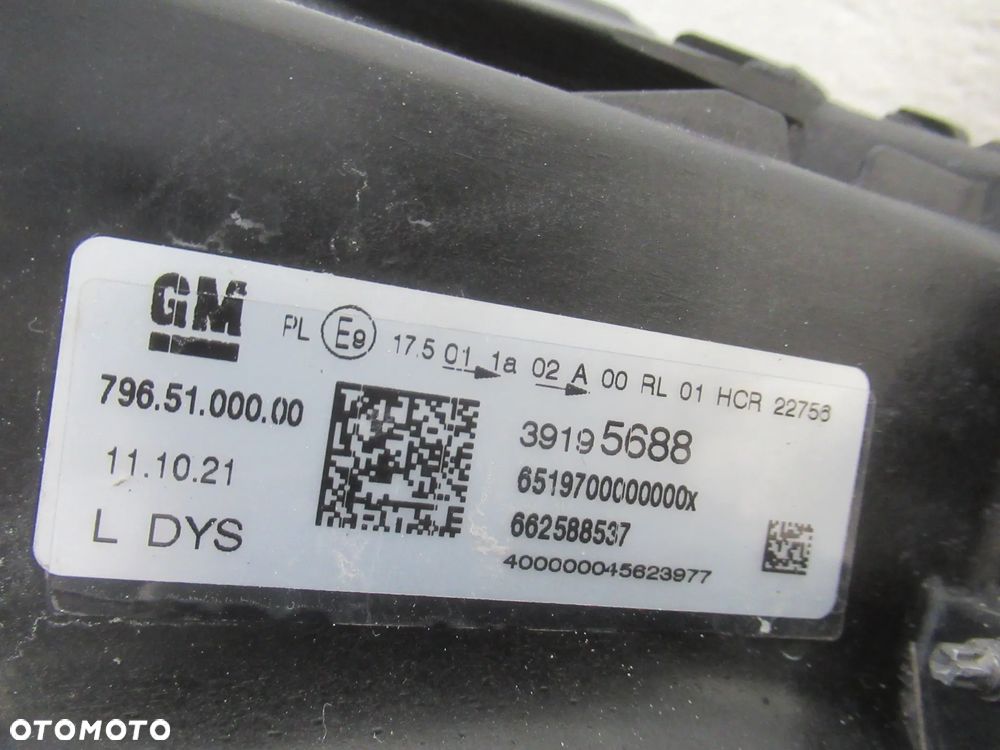 GM
PL E9 17.5 01 1a 02 A 00 RL 01 HCR 22756
796.51.000.00
11.10.21
L DYS
39195688
6519700000000x
662588537
400000045623977
OTOMOTO